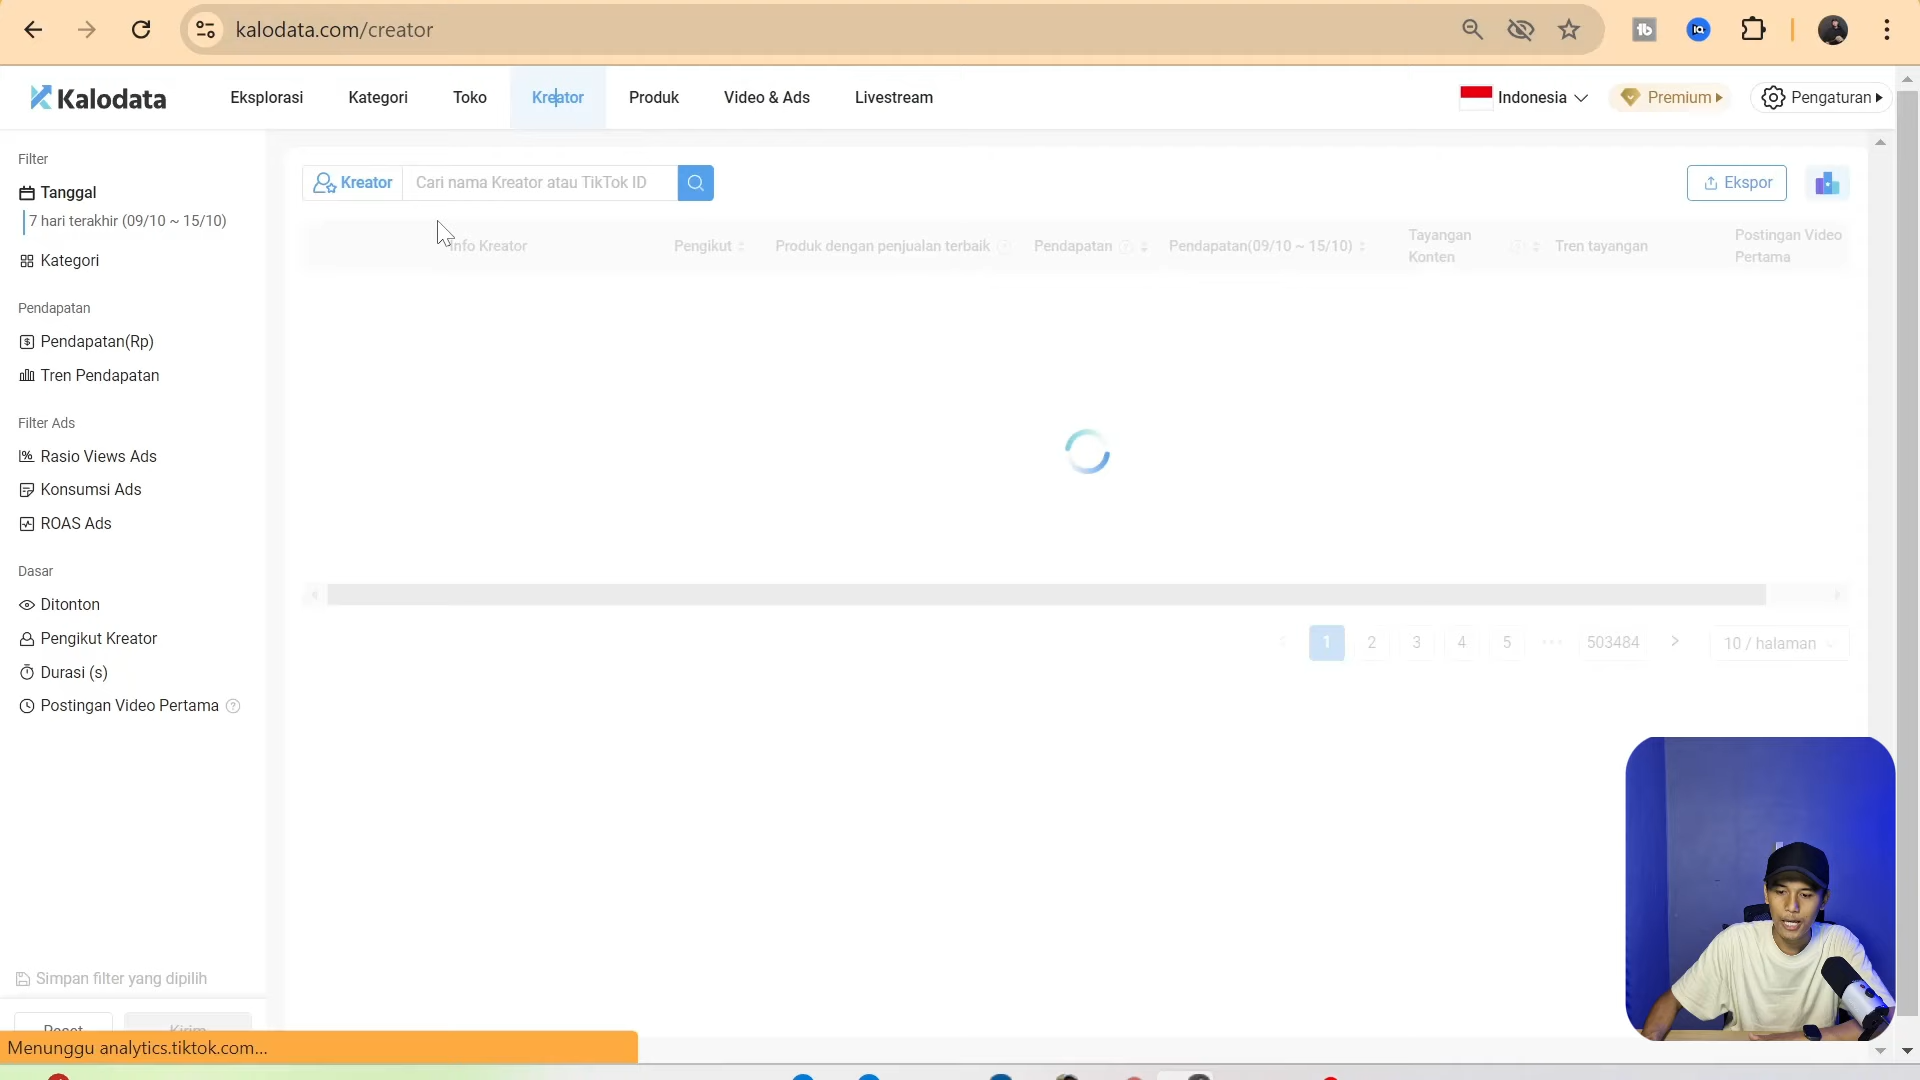 kalodata.com/creator
Kalodata
Eksplorasi
Kategori
Toko
Kreator
Produk
Video & Ads
Livestream
Indonesia
Premium
Pengaturan
Filter
Tanggal
7 hari terakhir (09/10 ~ 15/10)
Kategori
Pendapatan
Pendapatan(Rp)
Tren Pendapatan
Filter Ads
Rasio Views Ads
Konsumsi Ads
ROAS Ads
Dasar
Ditonton
Pengikut Kreator
Durasi (s)
Postingan Video Pertama
Simpan filter yang dipilih
Reset
Kirim
Menunggu analytics.tiktok.com...
Kreator
Cari nama Kreator atau TikTok ID
Ekspor
Info Kreator
Pengikut
Produk dengan penjualan terbaik
Pendapatan
Pendapatan(09/10 ~ 15/10)
Tayangan
Konten
Tren tayangan
Postingan Video
Pertama
1
2
3
4
5
•••
503484
10 / halaman